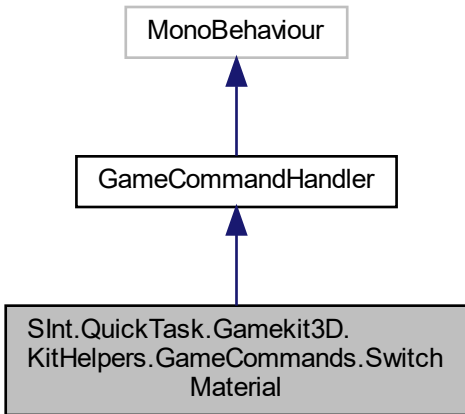 MonoBehaviour
GameCommandHandler
SInt.QuickTask.Gamekit3D.
KitHelpers.GameCommands.Switch
Material